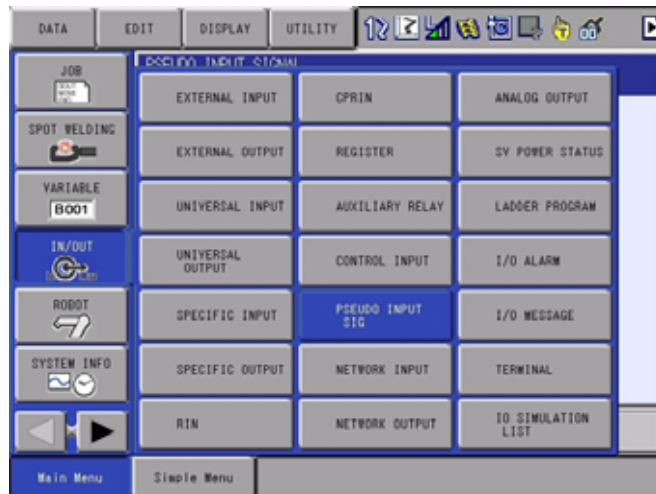 DATA
EDIT
DISPLAY
UTILITY
PSEUDO INPUT SIGNAL
JOB
SPOT WELDING
VARIABLE
B001
IN/OUT
ROBOT
SYSTEM INFO
EXTERNAL INPUT
EXTERNAL OUTPUT
UNIVERSAL INPUT
UNIVERSAL
OUTPUT
SPECIFIC INPUT
SPECIFIC OUTPUT
RIN
CPRIN
REGISTER
AUXILIARY RELAY
CONTROL INPUT
PSEUDO INPUT
SIG
NETWORK INPUT
NETWORK OUTPUT
ANALOG OUTPUT
SV POWER STATUS
LADDER PROGRAM
I/O ALARM
I/O MESSAGE
TERMINAL
IO SIMULATION
LIST
Main Menu
Simple Menu